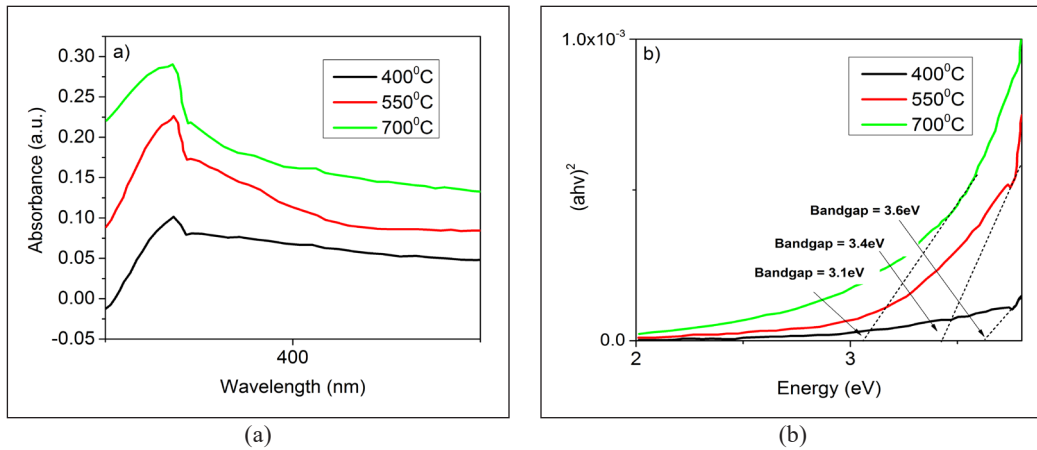 a)
0.30
0.25
0.20
0.15
0.10
0.05
0.00
-0.05
Absorbance (a.u.)
400⁰C
550⁰C
700⁰C
400
Wavelength (nm)
(a)
b)
1.0x10⁻³
0.0
(ahv)²
400⁰C
550⁰C
700⁰C
Bandgap = 3.6eV
Bandgap = 3.4eV
Bandgap = 3.1eV
2
3
Energy (eV)
(b)